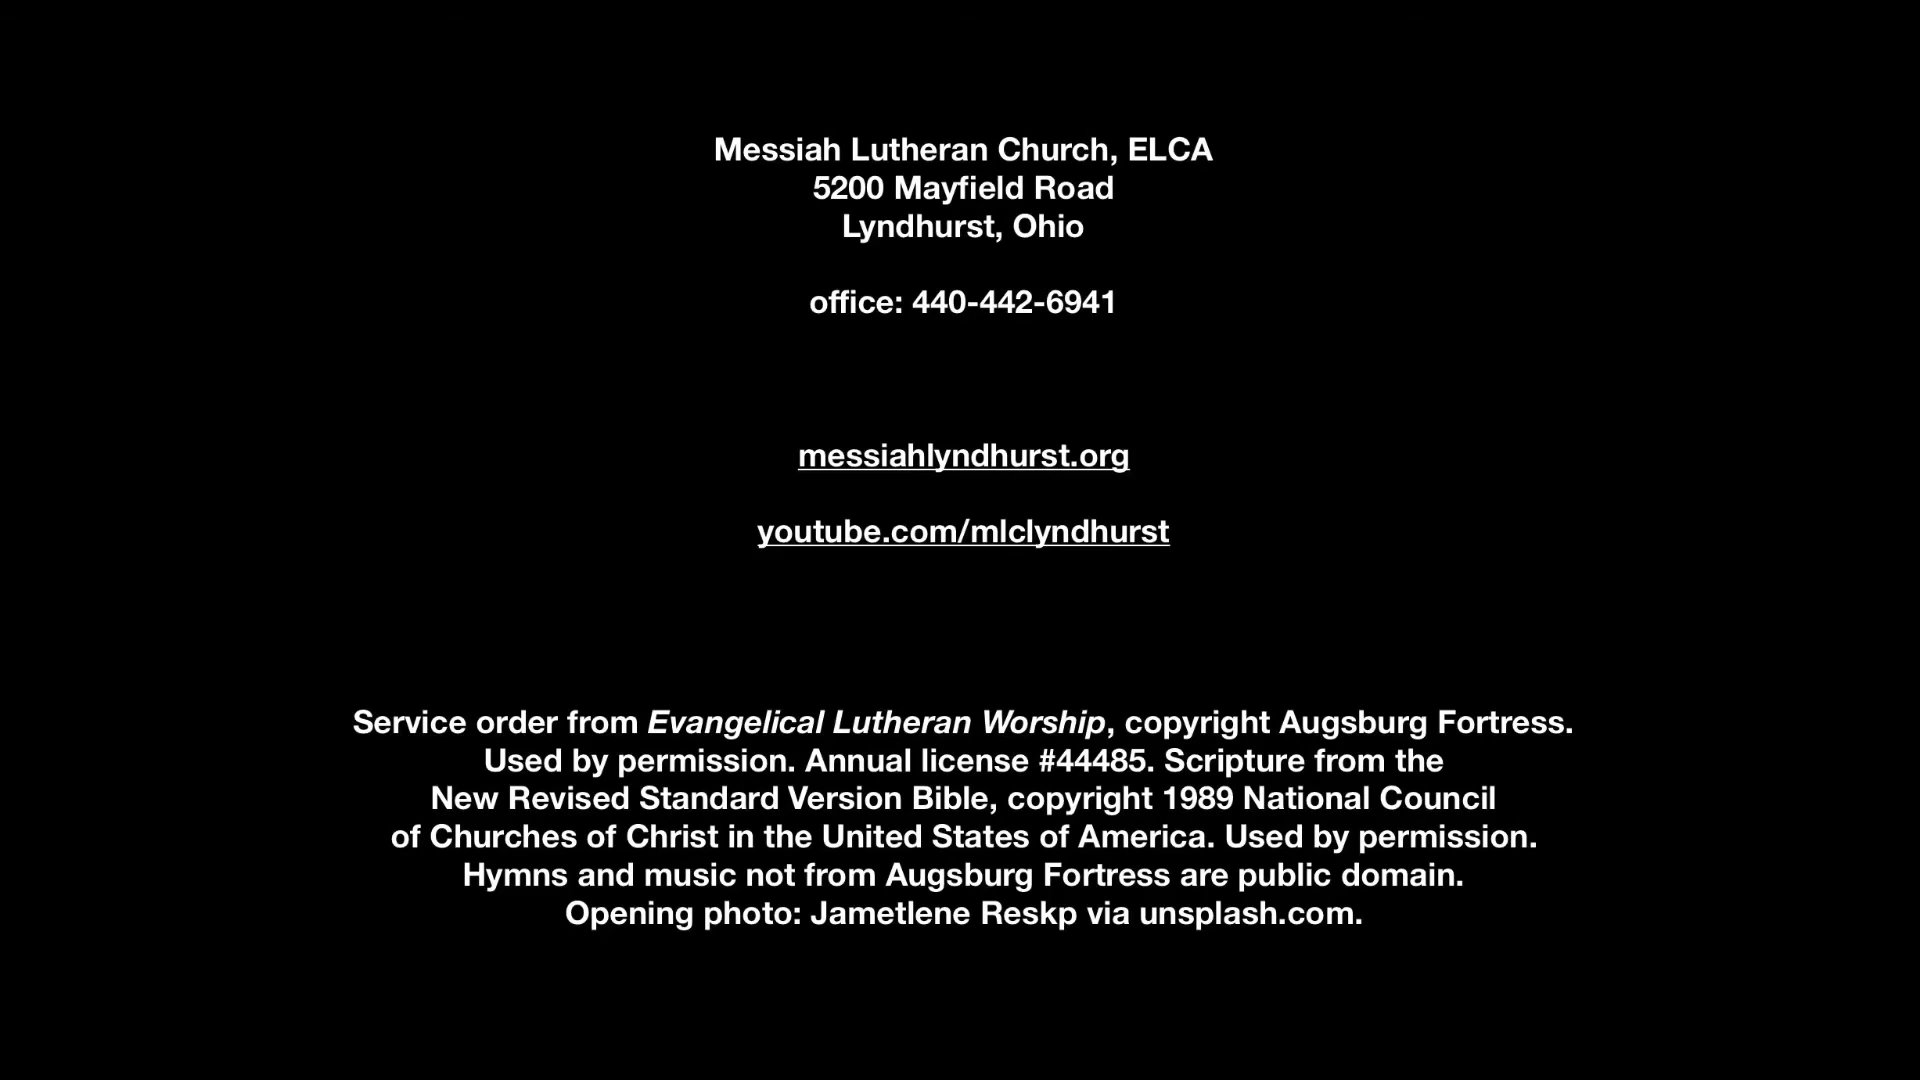 Messiah Lutheran Church, ELCA
5200 Mayfield Road
Lyndhurst, Ohio
office: 440-442-6941
messiahlyndhurst.org
youtube.com/mlclyndhurst
Service order from Evangelical Lutheran Worship, copyright Augsburg Fortress.
Used by permission. Annual license #44485. Scripture from the
New Revised Standard Version Bible, copyright 1989 National Council
of Churches of Christ in the United States of America. Used by permission.
Hymns and music not from Augsburg Fortress are public domain.
Opening photo: Jametlene Reskp via unsplash.com.